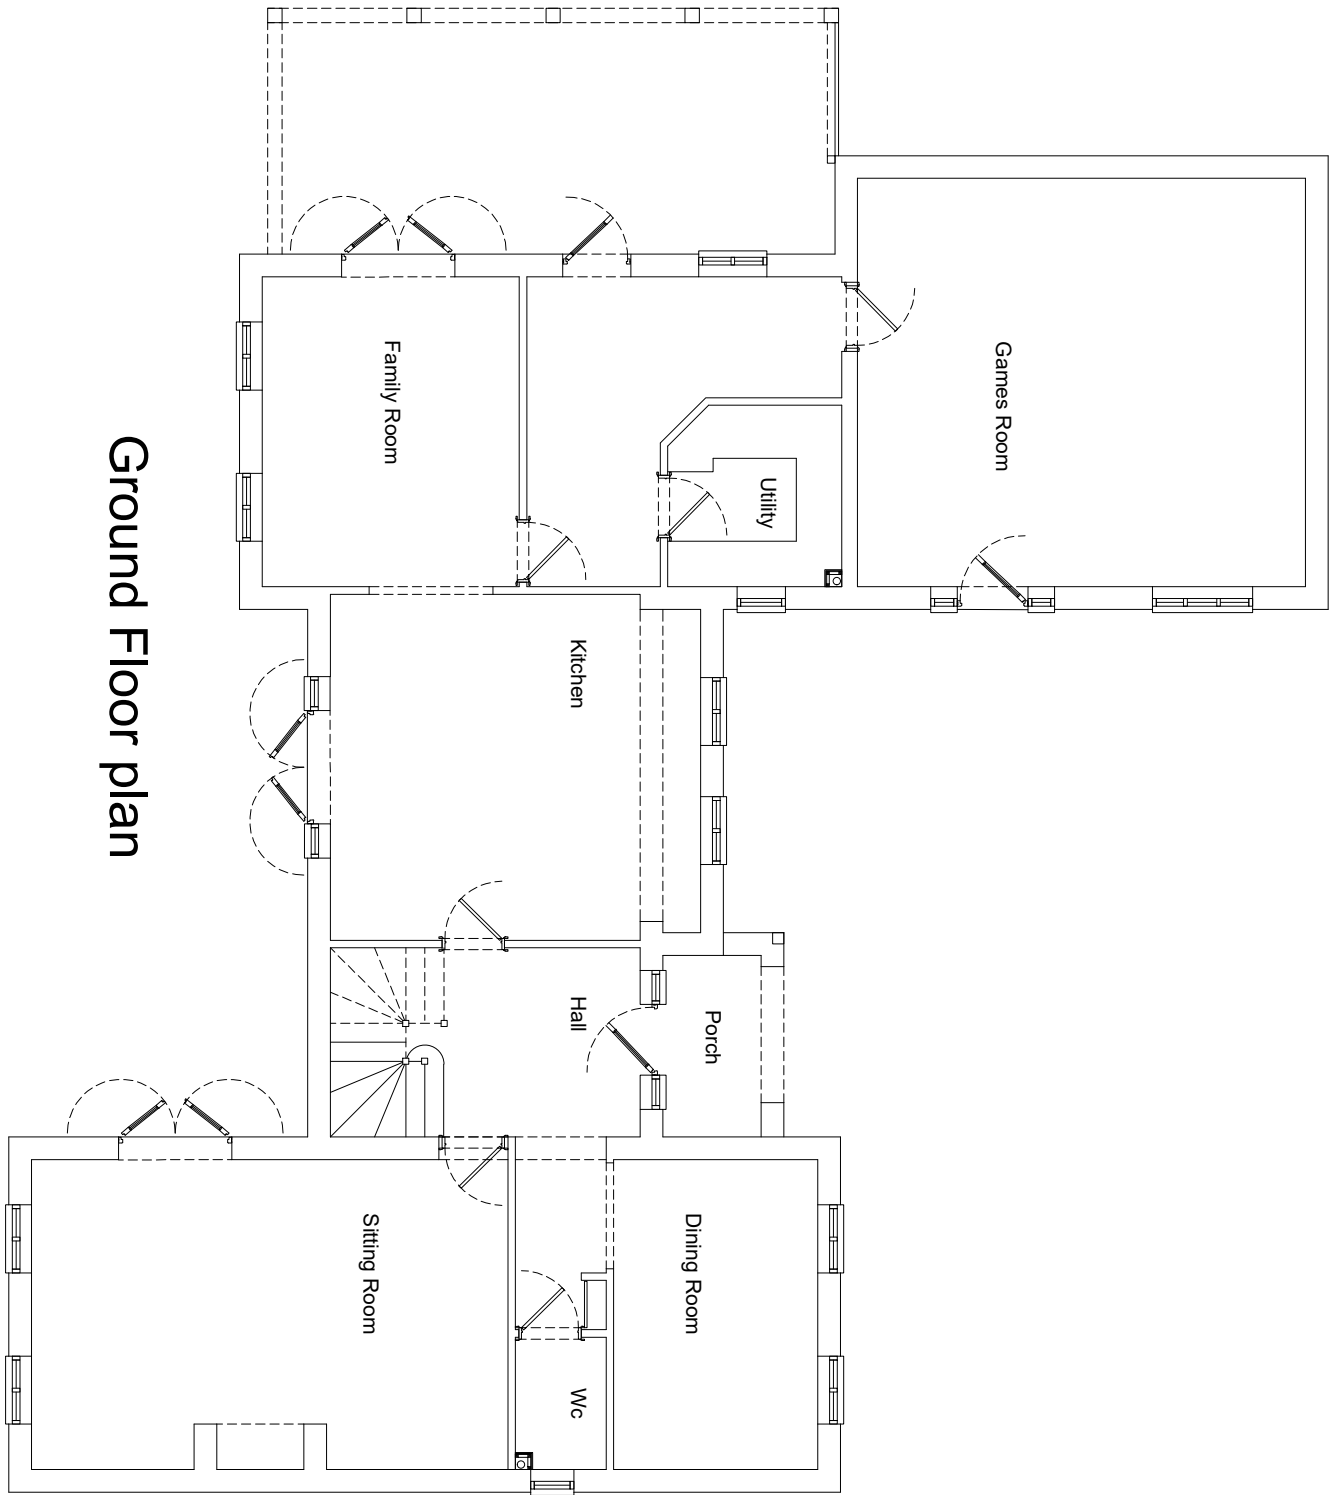 Games Room
Utility
Family Room
Kitchen
Porch
Hall
Dining Room
Wc
Sitting Room
Ground Floor plan